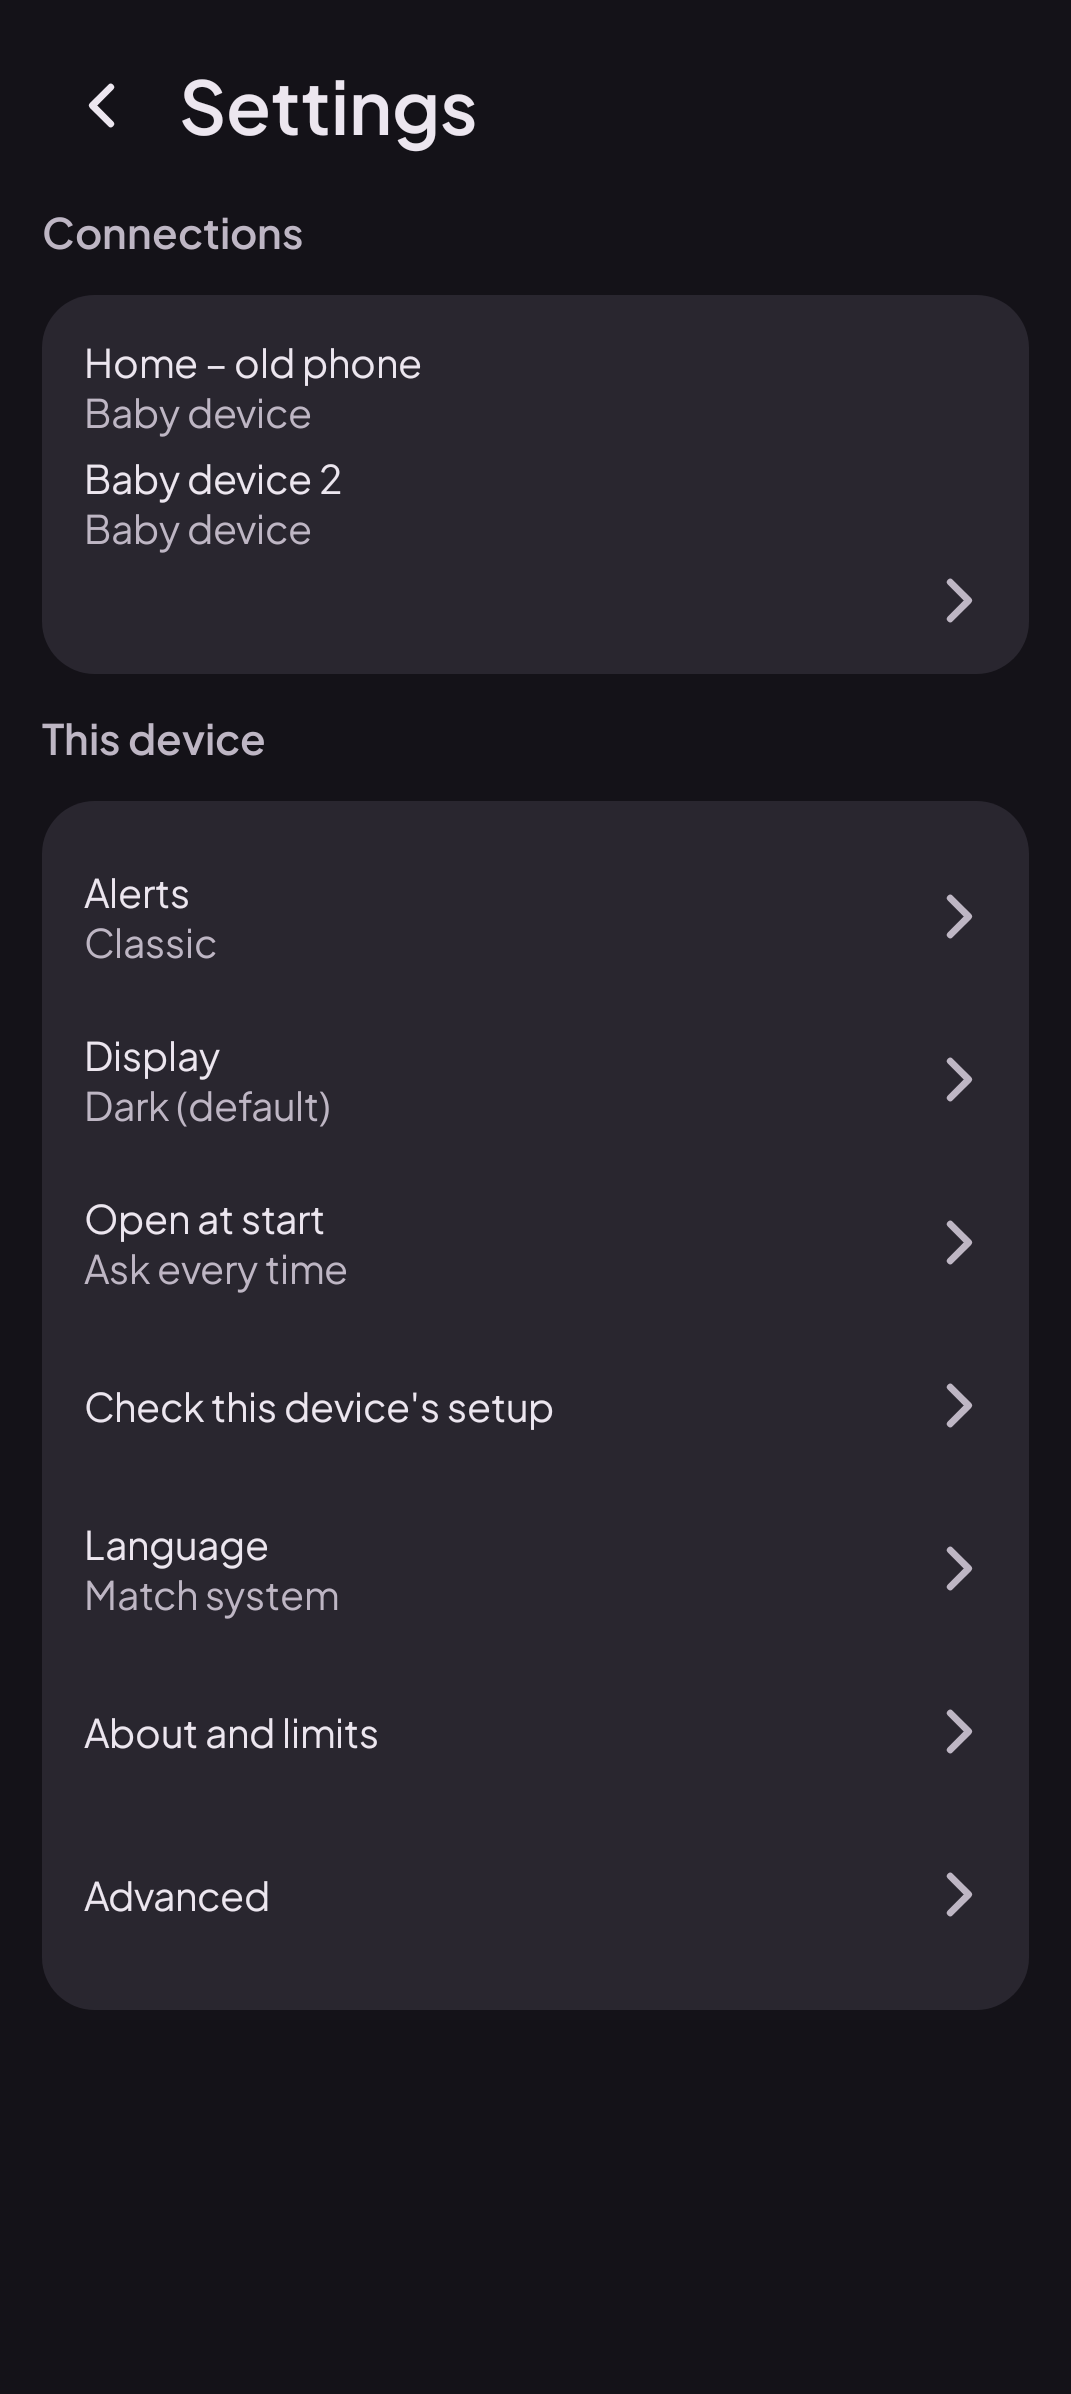 Settings
Connections
Home – old phone
Baby device
Baby device 2
Baby device
This device
Alerts
Classic
Display
Dark (default)
Open at start
Ask every time
Check this device's setup
Language
Match system
About and limits
Advanced